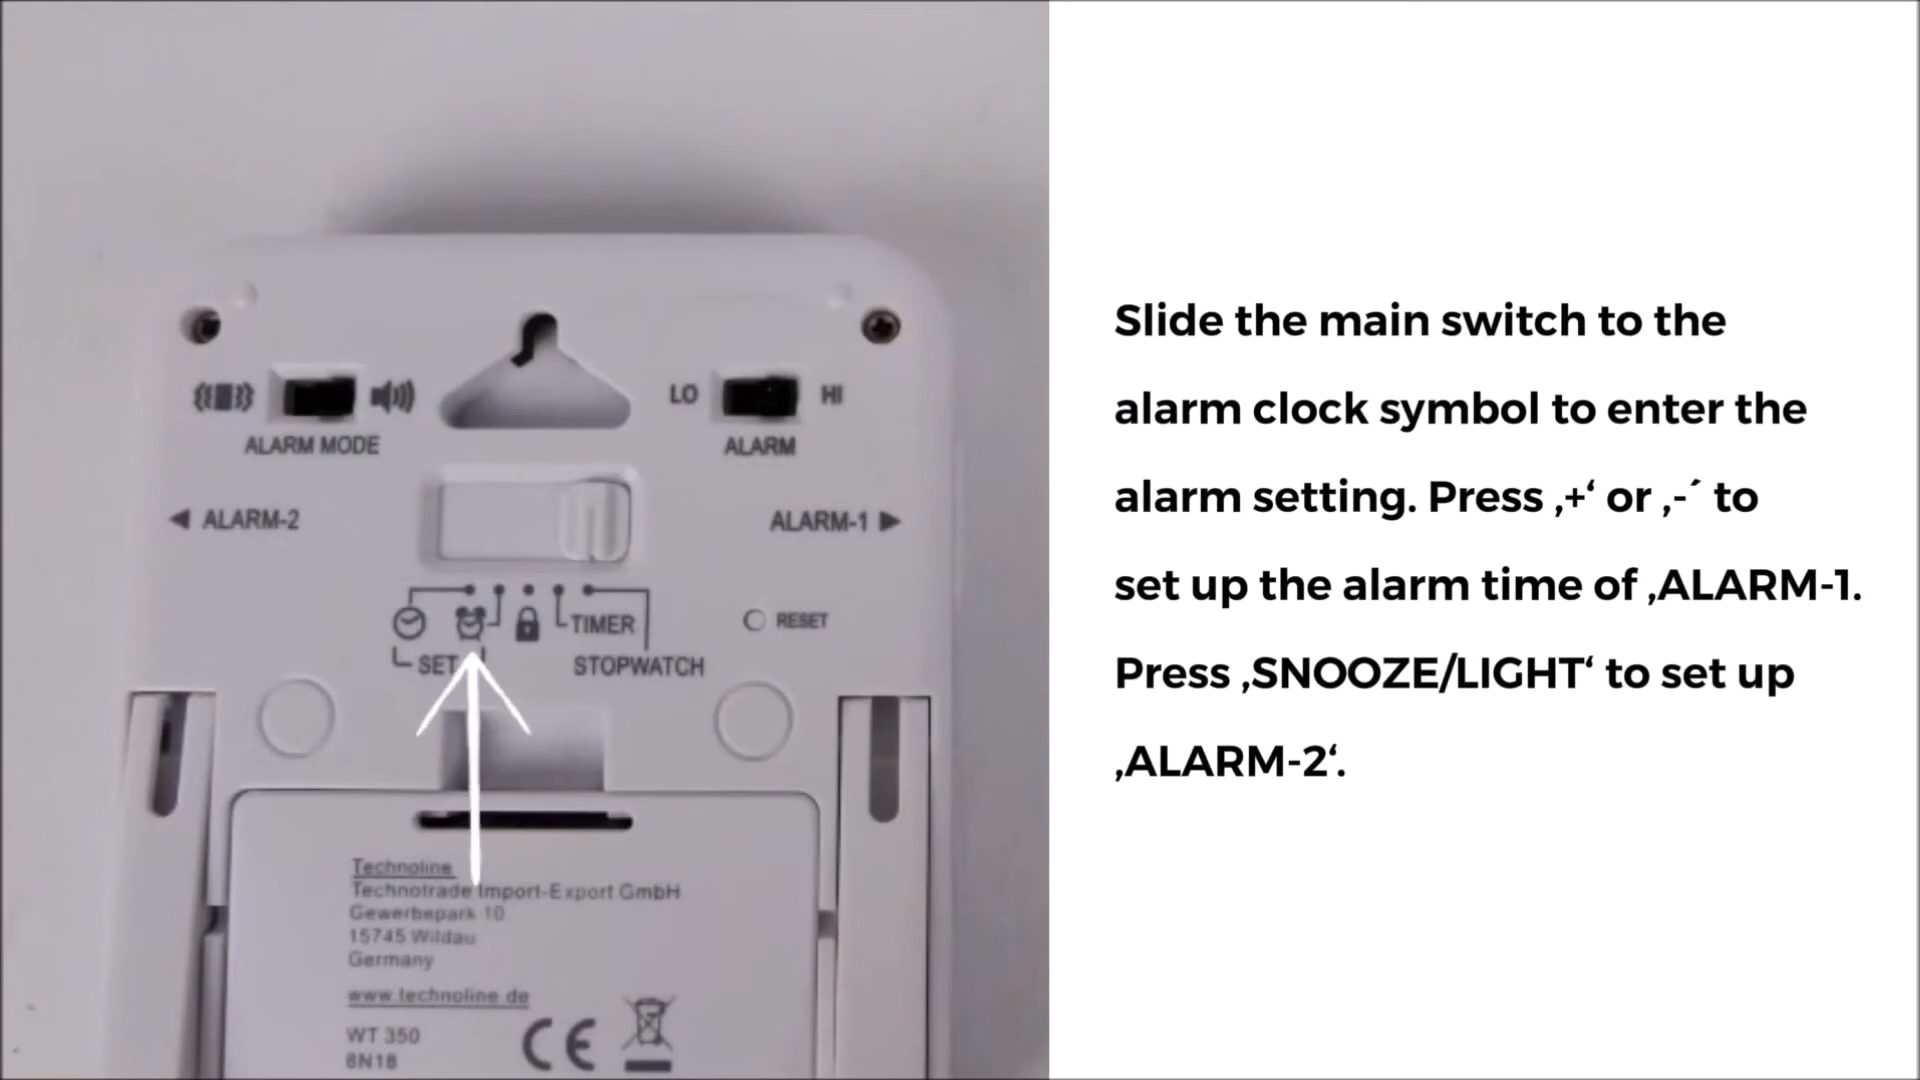 LO
HI
ALARM MODE
ALARM
◀ ALARM-2
ALARM-1 ▶
TIMER
RESET
SET
STOPWATCH
Technoline
Technotrade Import-Export GmbH
Gewerbepark 10
15745 Wildau
Germany
www.technoline.de
WT 350
8N18
CE
Slide the main switch to the
alarm clock symbol to enter the
alarm setting. Press ‚+‘ or ‚-´ to
set up the alarm time of ‚ALARM-1.
Press ‚SNOOZE/LIGHT‘ to set up
‚ALARM-2‘.